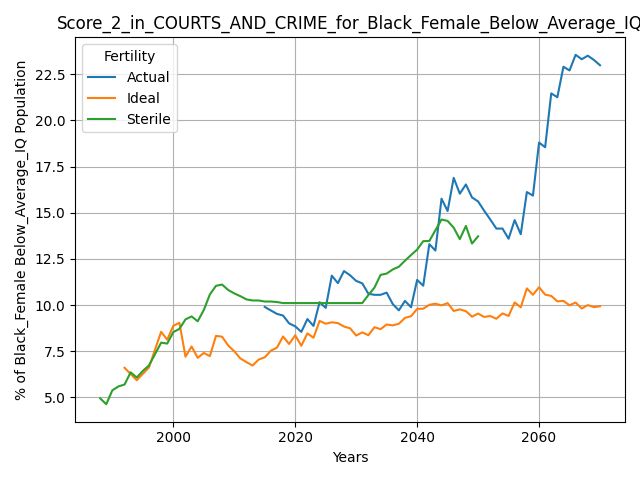 Score_2_in_COURTS_AND_CRIME_for_Black_Female_Below_Average_IQ
% of Black_Female Below_Average_IQ Population
Fertility
Actual
Ideal
Sterile
22.5
20.0
17.5
15.0
12.5
10.0
7.5
5.0
2000
2020
2040
2060
Years